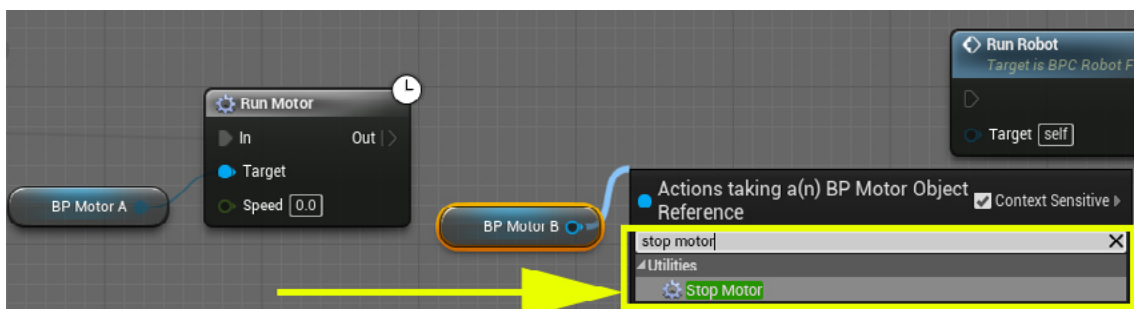 Run Robot
Target is BPC Robot F
Target self
Run Motor
In Out
Target
Speed 0.0
BP Motor A
BP Motor B
Actions taking a(n) BP Motor Object
Reference
Context Sensitive
stop motor
Utilities
Stop Motor